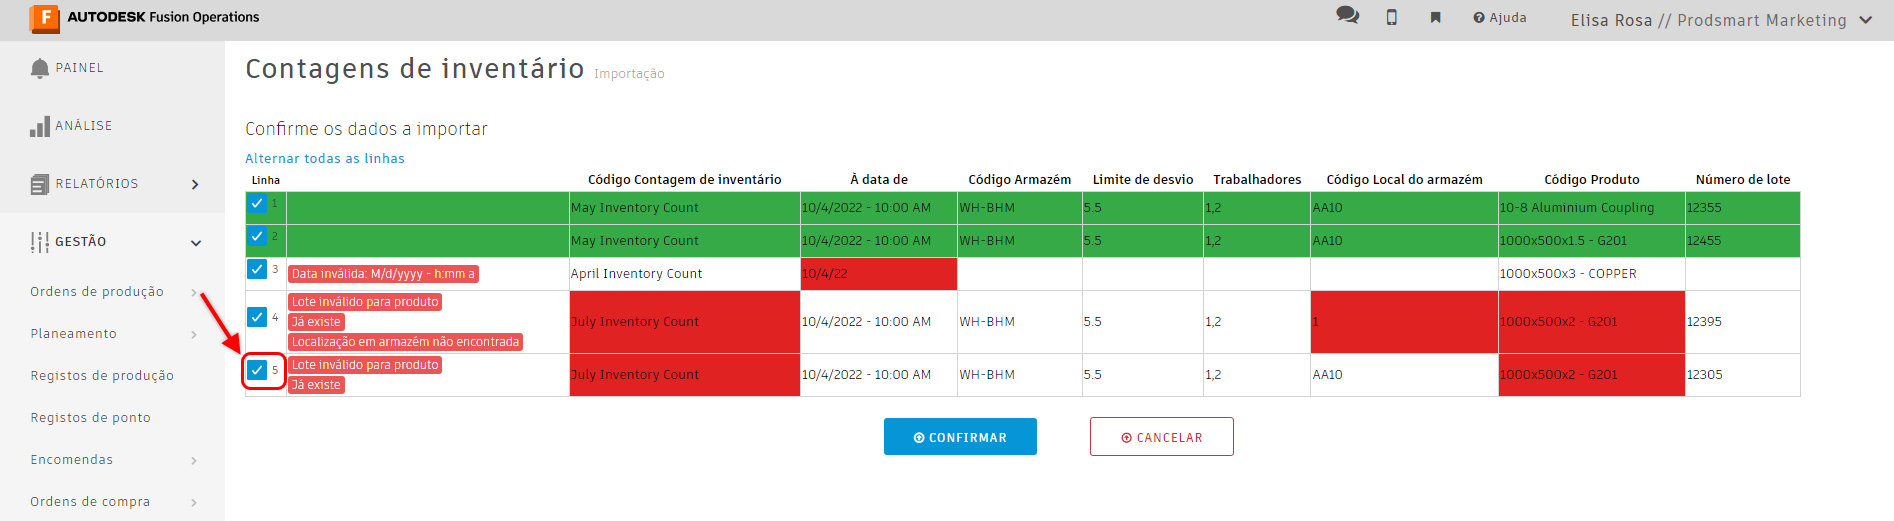 F AUTODESK Fusion Operations
Ajuda
Elisa Rosa // Prodsmart Marketing
PAINEL
ANÁLISE
RELATÓRIOS
GESTÃO
Ordens de produção
Planeamento
Registos de produção
Registos de ponto
Encomendas
Ordens de compra
Contagens de inventário Importação
Confirme os dados a importar
Alternar todas as linhas
Linha Código Contagem de inventário À data de Código Armazém Limite de desvio Trabalhadores Código Local do armazém Código Produto Número de lote
1 May Inventory Count 10/4/2022 - 10:00 AM WH-BHM 5.5 1,2 AA10 10-8 Aluminium Coupling 12355
2 May Inventory Count 10/4/2022 - 10:00 AM WH-BHM 5.5 1,2 AA10 1000x500x1.5 - G201 12455
3 Data inválida: M/d/yyyy - h:mm a April Inventory Count 10/4/22 1000x500x3 - COPPER
Lote inválido para produto
4 Já existe July Inventory Count 10/4/2022 - 10:00 AM WH-BHM 5.5 1,2 1 1000x500x2 - G201 12395
Localização em armazém não encontrada
Lote inválido para produto
5 July Inventory Count 10/4/2022 - 10:00 AM WH-BHM 5.5 1,2 AA10 1000x500x2 - G201 12305
Já existe
CONFIRMAR
CANCELAR